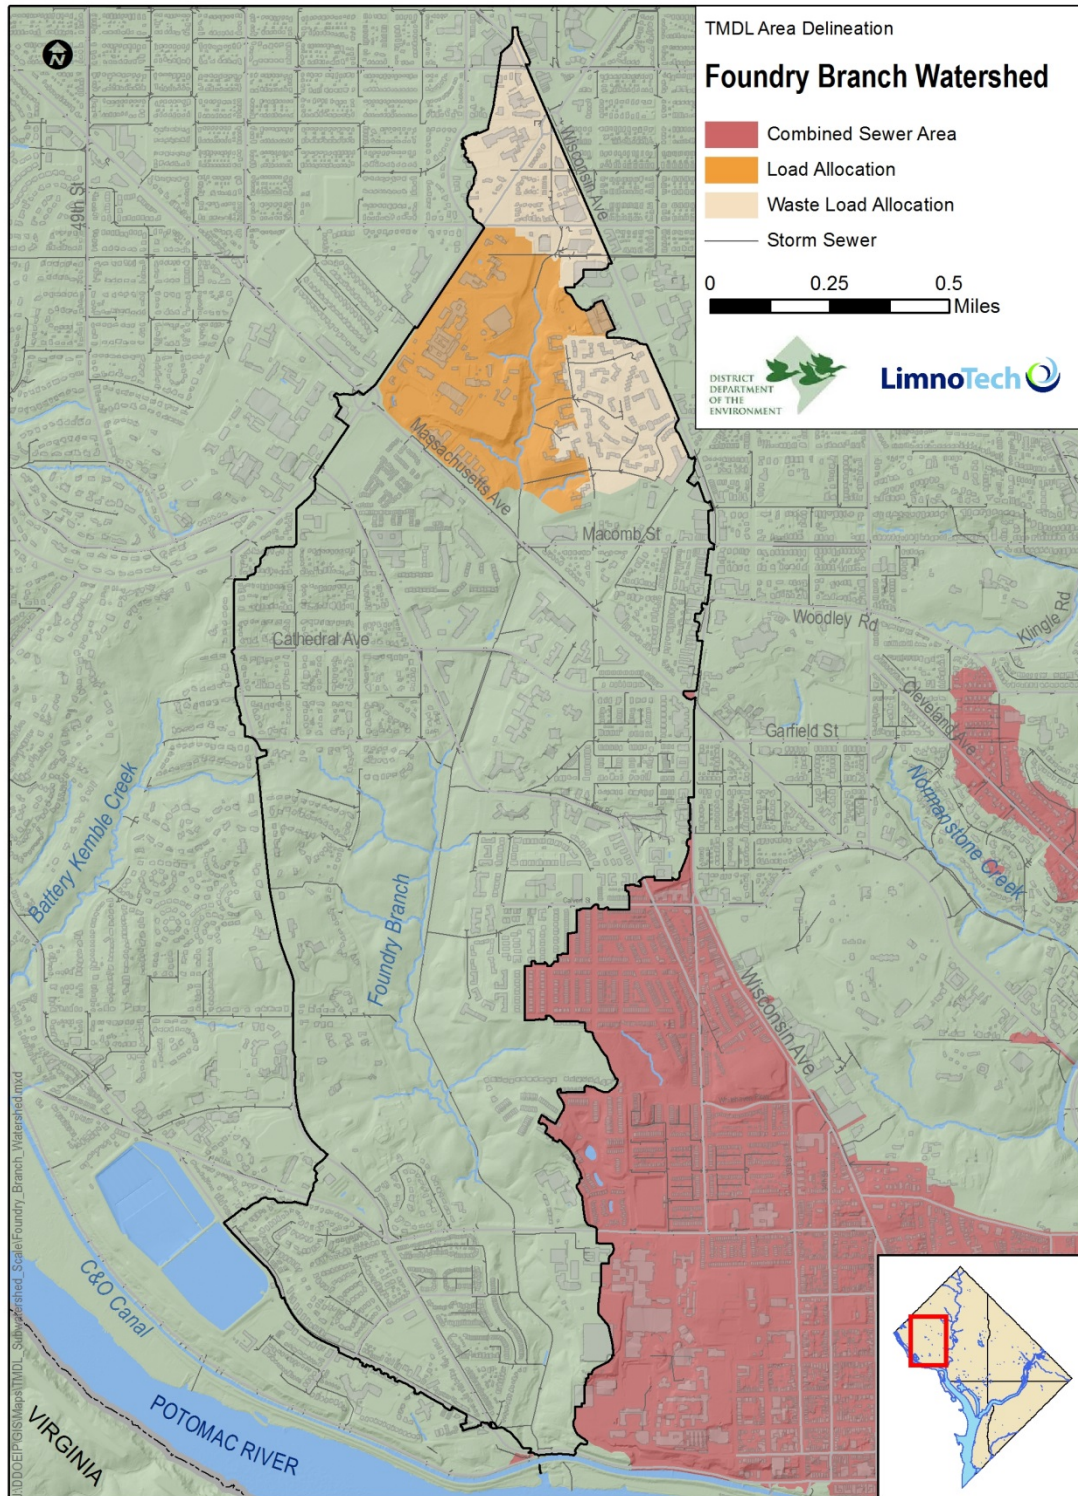 TMDL Area Delineation
Foundry Branch Watershed
Combined Sewer Area
Load Allocation
Waste Load Allocation
Storm Sewer
0 0.25 0.5
Miles
DISTRICT
DEPARTMENT
OF THE
ENVIRONMENT
LimnoTech
N
49th St
Wisconsin Ave
Massachusetts Ave
Macomb St
Woodley Rd
Klingle Rd
Cathedral Ave
Cleveland Ave
Garfield St
Normanstone Creek
Battery Kemble Creek
Foundry Branch
Wisconsin Ave
C&O Canal
POTOMAC RIVER
VIRGINIA